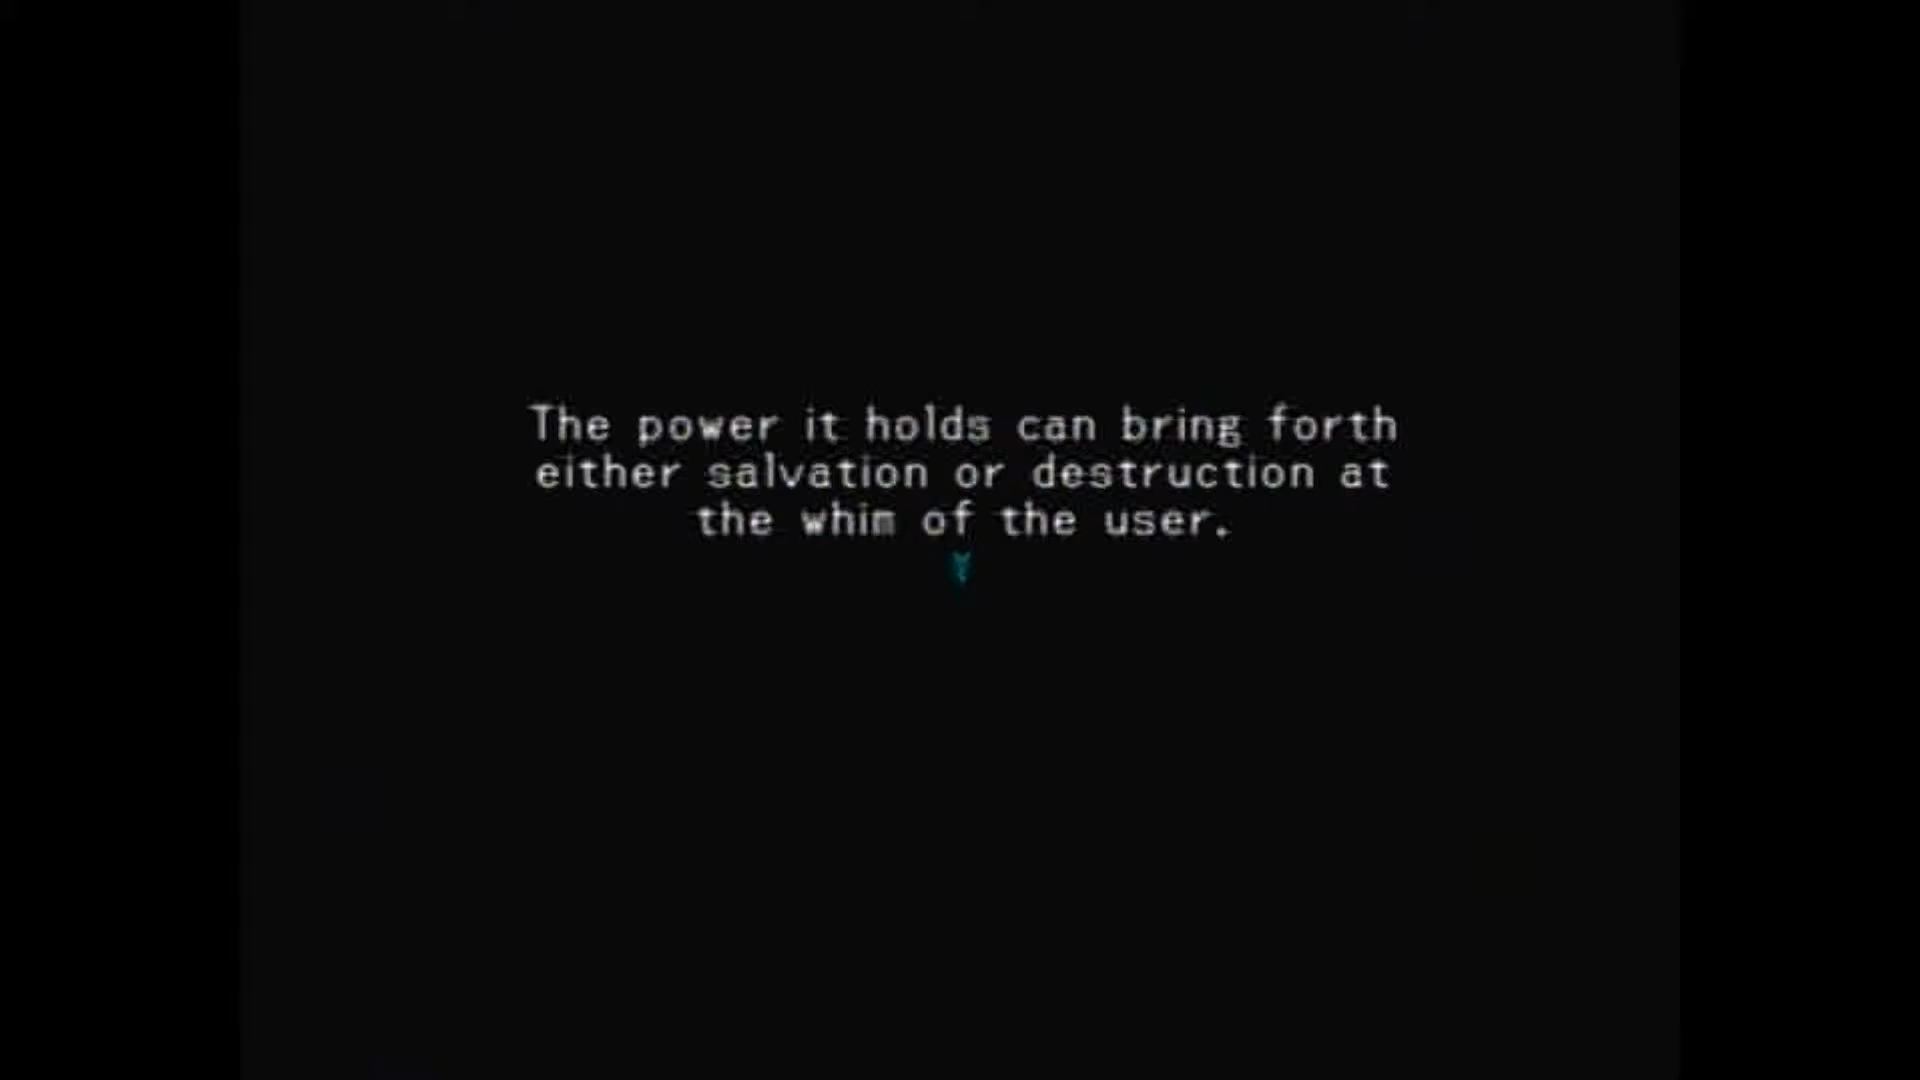 The power it holds can bring forth
either salvation or destruction at
the whim of the user.